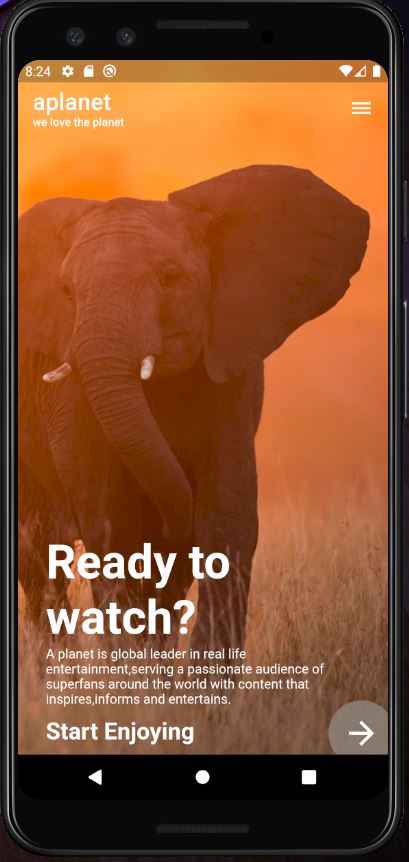 8:24
aplanet
we love the planet
Ready to
watch?
A planet is global leader in real life
entertainment,serving a passionate audience of
superfans around the world with content that
inspires,informs and entertains.
Start Enjoying